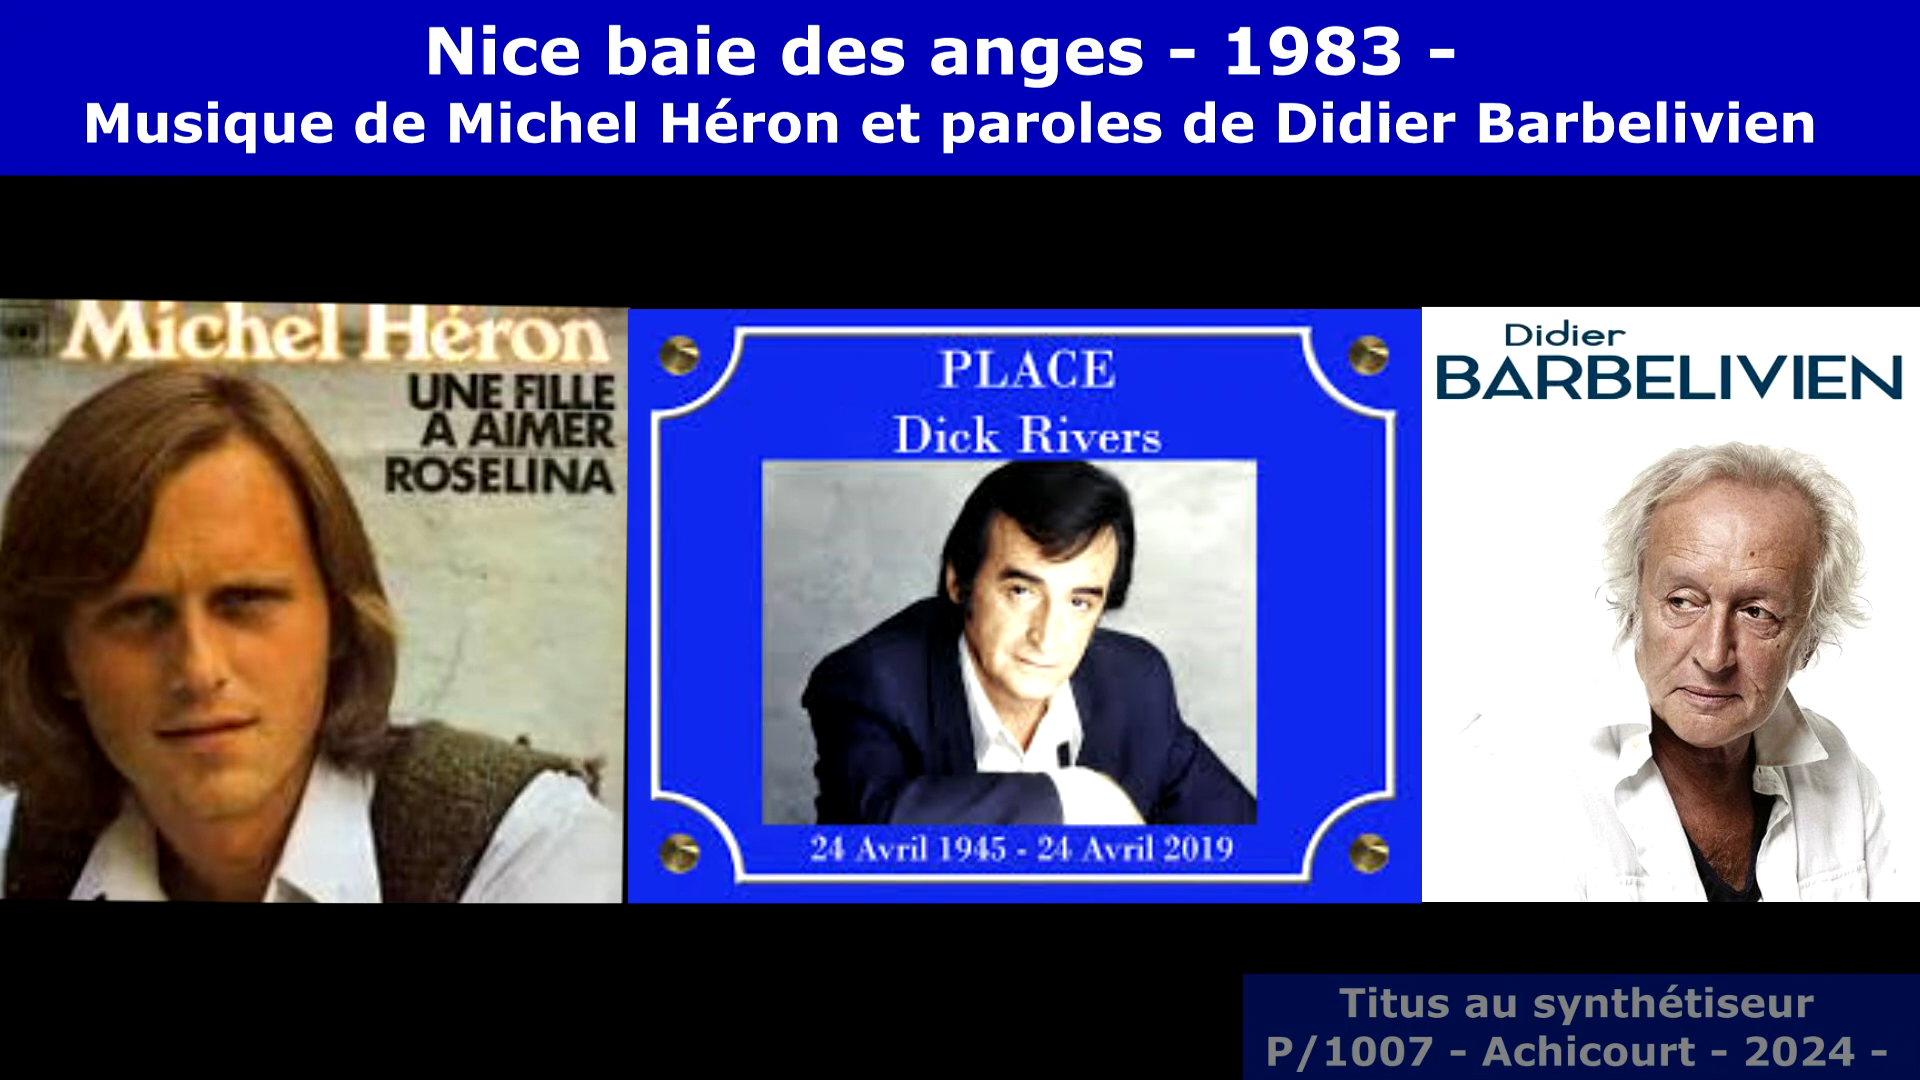 Nice baie des anges - 1983 -
Musique de Michel Héron et paroles de Didier Barbelivien
Michel Héron
UNE FILLE
A AIMER
ROSELINA
PLACE
Dick Rivers
24 Avril 1945 - 24 Avril 2019
Didier
BARBELIVIEN
Titus au synthétiseur
P/1007 - Achicourt - 2024 -